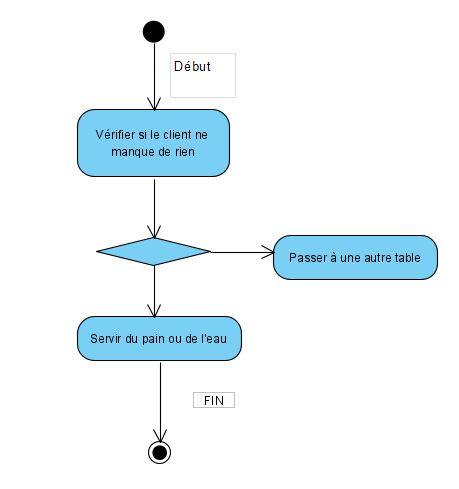 Début
Vérifier si le client ne
manque de rien
Passer à une autre table
Servir du pain ou de l'eau
FIN